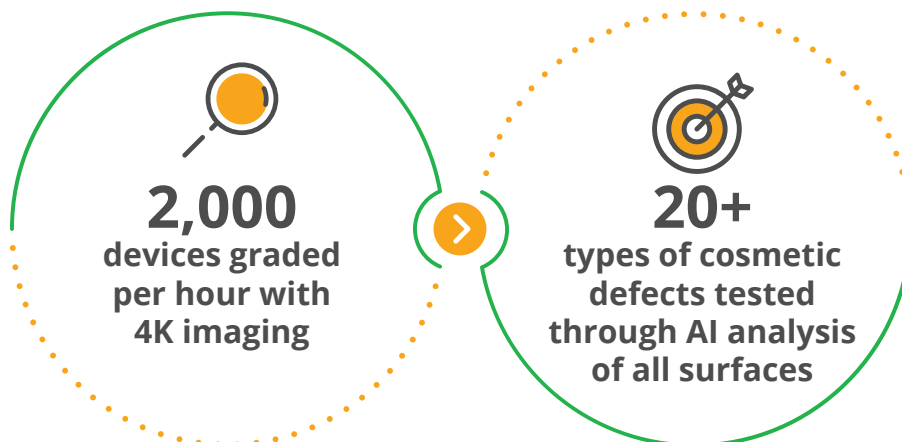 2,000
devices graded
per hour with
4K imaging
20+
types of cosmetic
defects tested
through AI analysis
of all surfaces